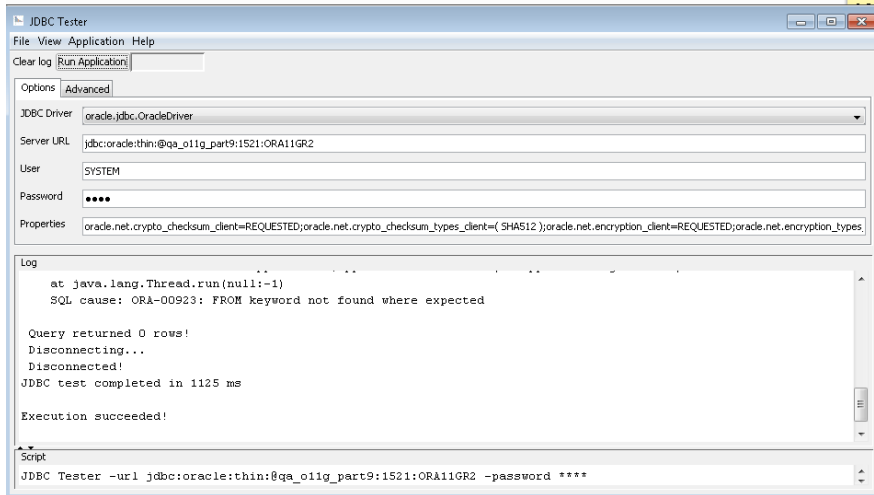 JDBC Tester
File View Application Help
Clear log Run Application
Options Advanced
JDBC Driver oracle.jdbc.OracleDriver
Server URL jdbc:oracle:thin:@qa_o11g_part9:1521:ORA11GR2
User SYSTEM
Password ●●●●
Properties oracle.net.crypto_checksum_client=REQUESTED;oracle.net.crypto_checksum_types_client=( SHA512 );oracle.net.encryption_client=REQUESTED;oracle.net.encryption_types_
Log
at java.lang.Thread.run(null:-1)
SQL cause: ORA-00923: FROM keyword not found where expected
Query returned 0 rows!
Disconnecting...
Disconnected!
JDBC test completed in 1125 ms
Execution succeeded!
Script
JDBC Tester -url jdbc:oracle:thin:@qa_o11g_part9:1521:ORA11GR2 -password ****